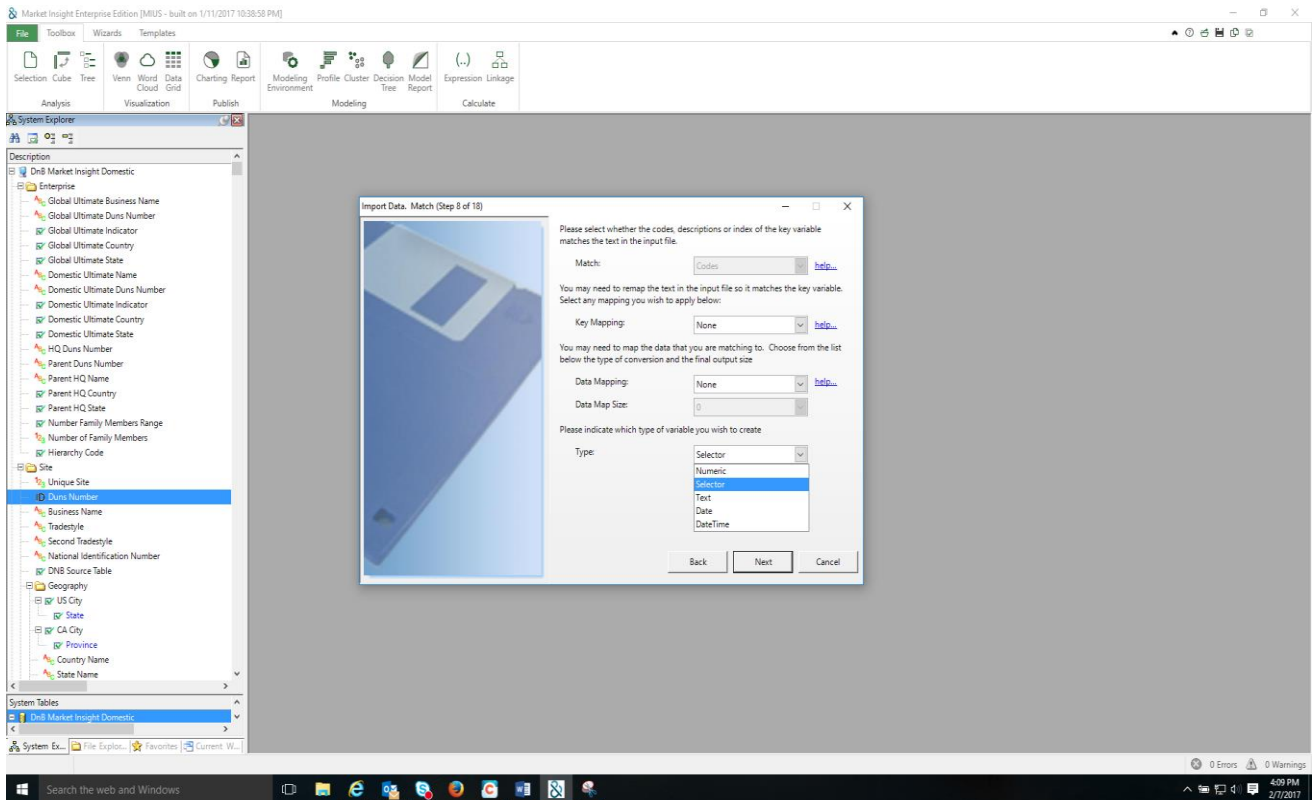 Market Insight Enterprise Edition [MIUS - built on 1/11/2017 10:38:58 PM]
File Toolbox Wizards Templates
Selection Cube Tree Venn Word Cloud Data Grid Charting Report Modeling Environment Profile Cluster Decision Tree Model Report Expression Linkage
Analysis Visualization Publish Modeling Calculate
System Explorer
Description
DnB Market Insight Domestic
Enterprise
Global Ultimate Business Name
Global Ultimate Duns Number
Global Ultimate Indicator
Global Ultimate Country
Global Ultimate State
Domestic Ultimate Name
Domestic Ultimate Duns Number
Domestic Ultimate Indicator
Domestic Ultimate Country
Domestic Ultimate State
HQ Duns Number
Parent Duns Number
Parent HQ Name
Parent HQ Country
Parent HQ State
Number Family Members Range
Number of Family Members
Hierarchy Code
Site
Unique Site
Duns Number
Business Name
Tradestyle
Second Tradestyle
National Identification Number
DNB Source Table
Geography
US City
State
CA City
Province
Country Name
State Name
System Tables
DnB Market Insight Domestic
System Ex... File Explor... Favorites Current W...
Import Data. Match (Step 8 of 18)
Please select whether the codes, descriptions or index of the key variable
matches the text in the input file.
Match: Codes help...
You may need to remap the text in the input file so it matches the key variable.
Select any mapping you wish to apply below:
Key Mapping: None help...
You may need to map the data that you are matching to. Choose from the list
below the type of conversion and the final output size
Data Mapping: None help...
Data Map Size: 0
Please indicate which type of variable you wish to create
Type: Selector
Numeric
Selector
Text
Date
DateTime
Back Next Cancel
0 Errors 0 Warnings
Search the web and Windows
4:09 PM
2/7/2017